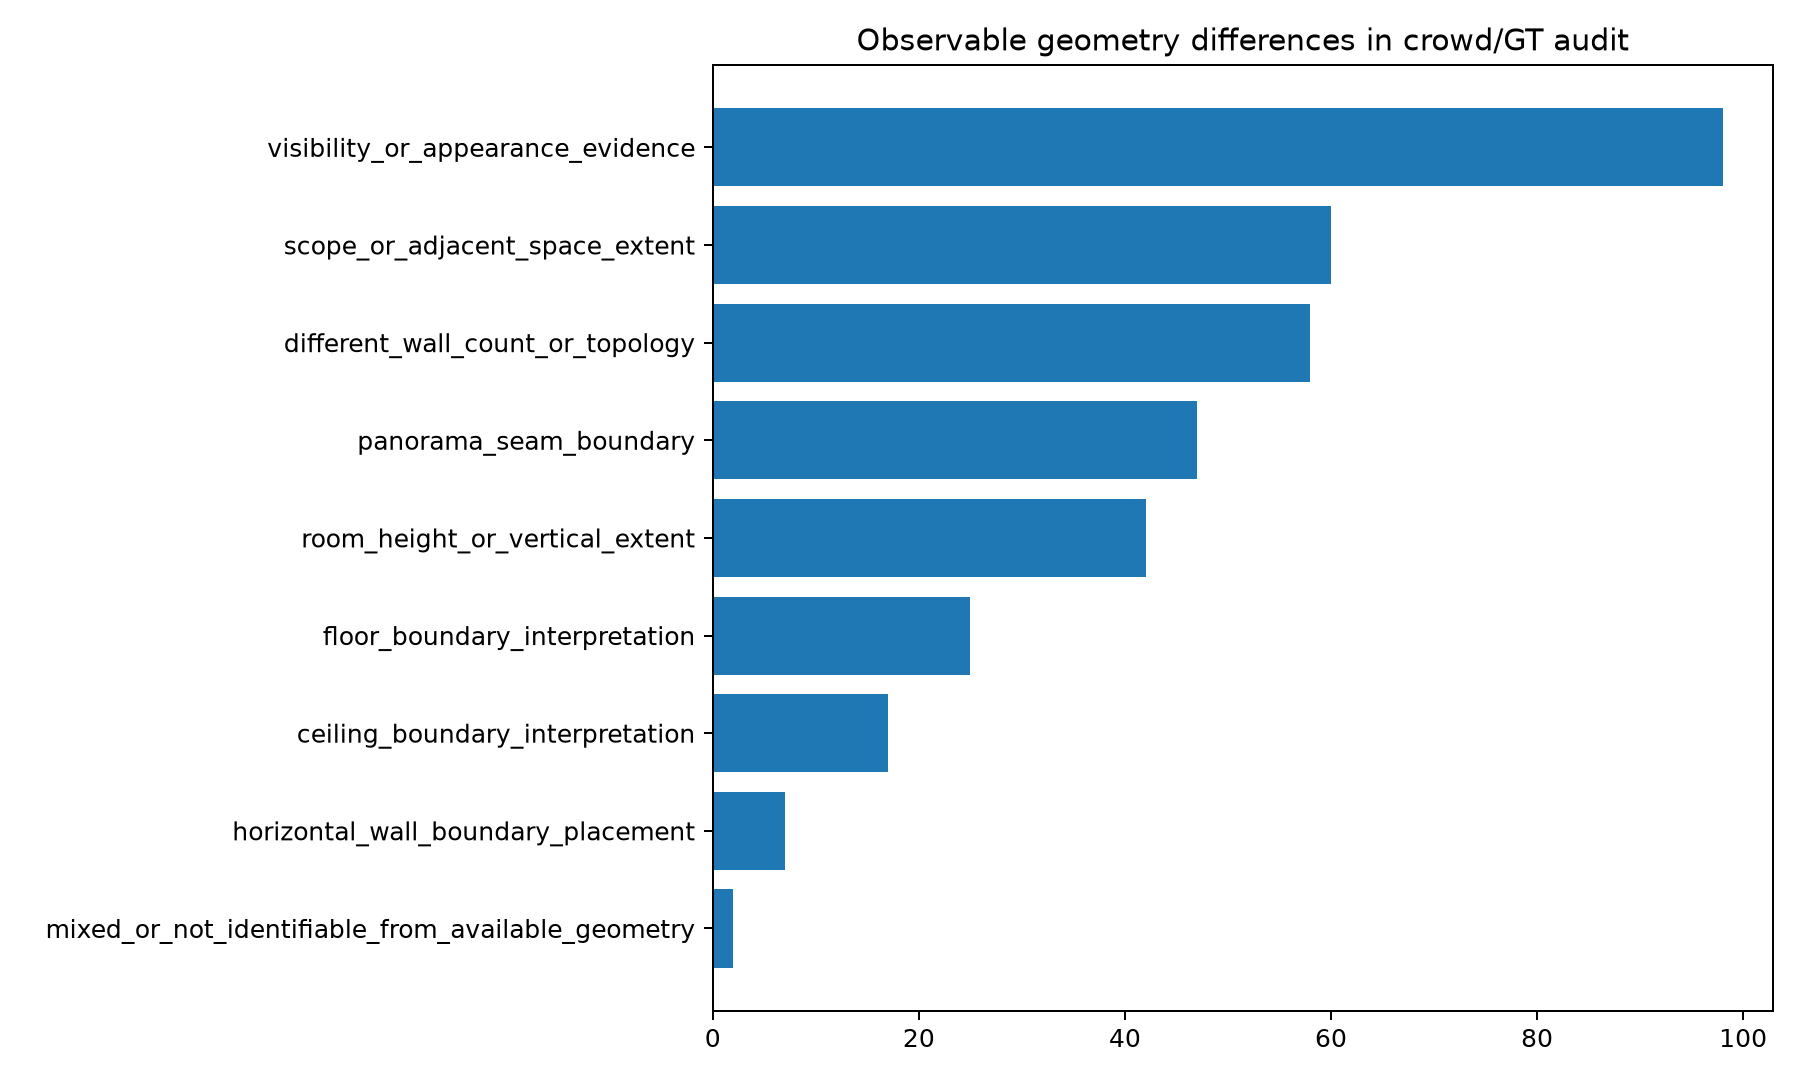 Observable geometry differences in crowd/GT audit
visibility_or_appearance_evidence
scope_or_adjacent_space_extent
different_wall_count_or_topology
panorama_seam_boundary
room_height_or_vertical_extent
floor_boundary_interpretation
ceiling_boundary_interpretation
horizontal_wall_boundary_placement
mixed_or_not_identifiable_from_available_geometry
0 20 40 60 80 100